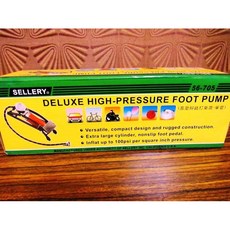 SELLERY.
56-705
DELUXE HIGH-PRESSURE FOOT PUMP
Versatile, compact design and rugged construction.
Extra large cylinder, nonslip foot pedal.
Inflat up to 100psi per square inch pressure.